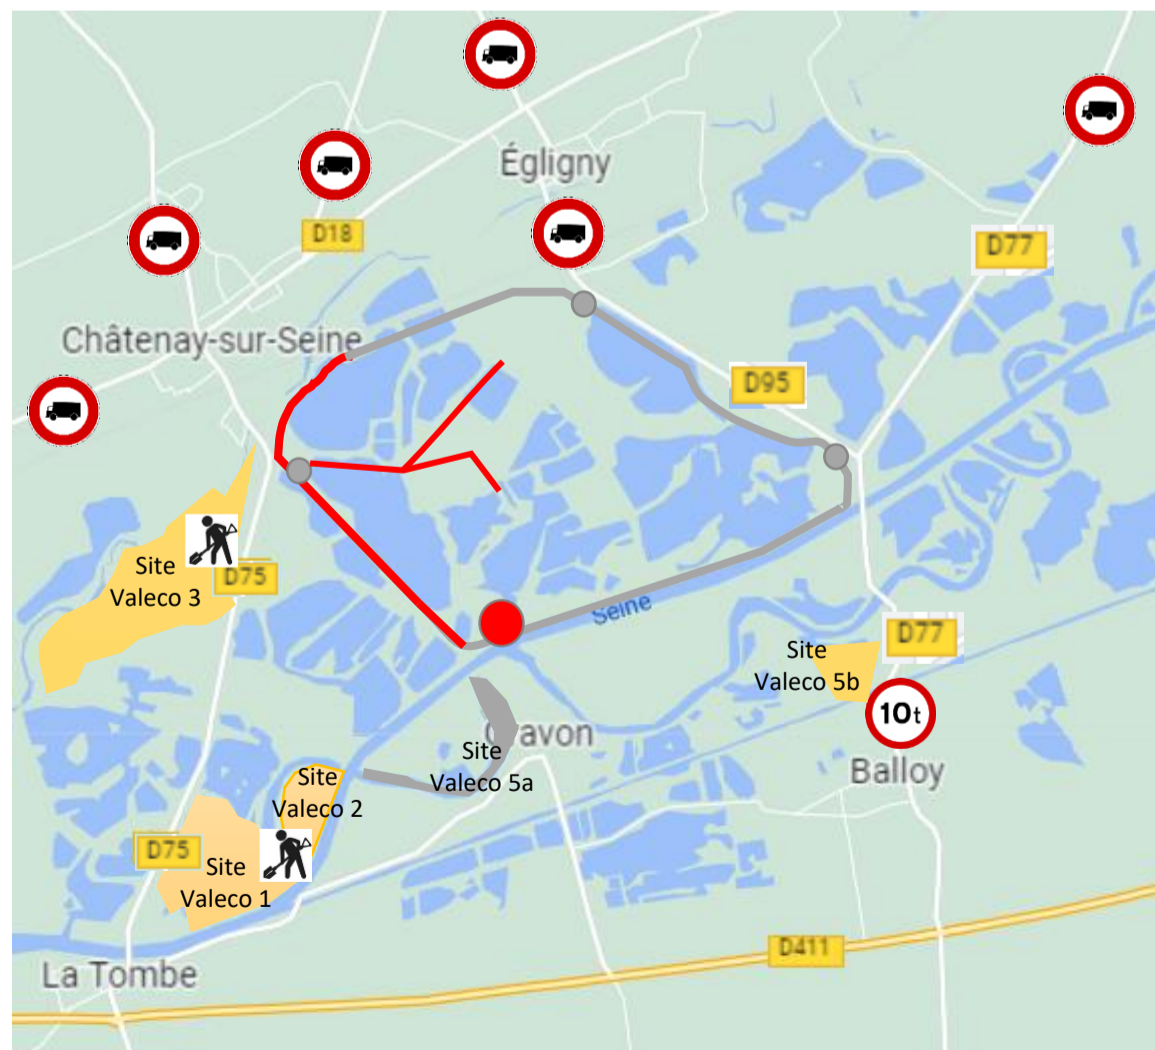 Égligny
D18
D77
Châtenay-sur-Seine
D95
Site
Valeco 3
D75
Seine
D77
Site
Valeco 5b
10t
Site
Valeco 5a
Balloy
Site
Valeco 2
D75
Site
Valeco 1
D411
La Tombe